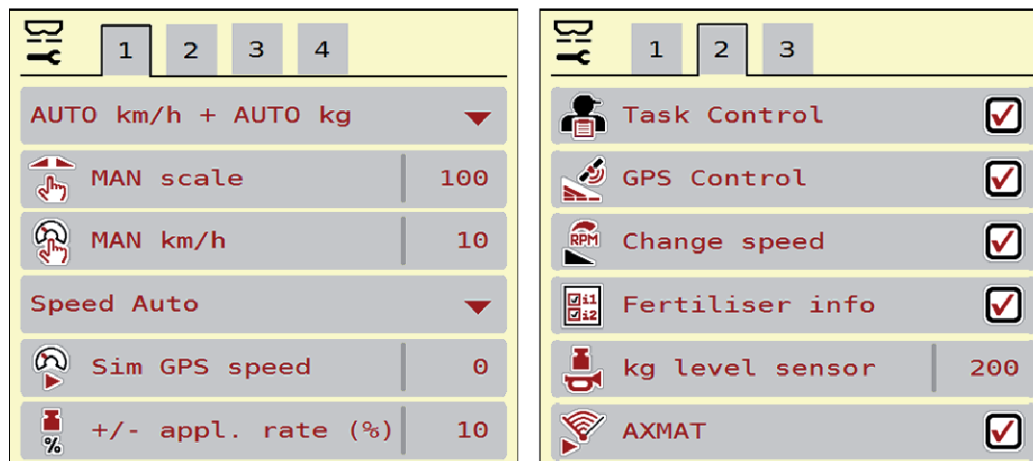 1 2 3 4
AUTO km/h + AUTO kg
MAN scale 100
MAN km/h 10
Speed Auto
Sim GPS speed 0
% +/- appl. rate (%) 10
1 2 3
Task Control
GPS Control
RPM Change speed
i1
i2
Fertiliser info
kg level sensor 200
AXMAT